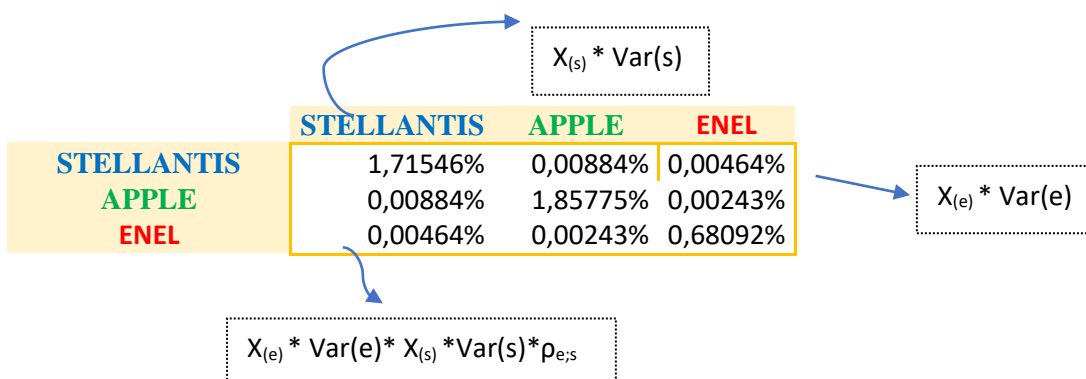 X(s) * Var(s)
STELLANTIS APPLE ENEL
STELLANTIS 1,71546% 0,00884% 0,00464%
APPLE 0,00884% 1,85775% 0,00243%
ENEL 0,00464% 0,00243% 0,68092%
X(e) * Var(e)
X(e) * Var(e)* X(s) *Var(s)*ρe;s